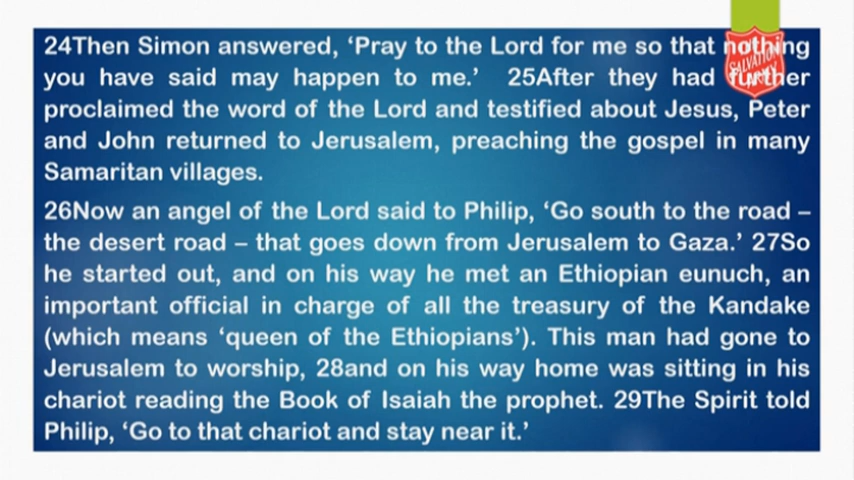 24Then Simon answered, ‘Pray to the Lord for me so that nothing
you have said may happen to me.’ 25After they had further
proclaimed the word of the Lord and testified about Jesus, Peter
and John returned to Jerusalem, preaching the gospel in many
Samaritan villages.
26Now an angel of the Lord said to Philip, ‘Go south to the road –
the desert road – that goes down from Jerusalem to Gaza.’ 27So
he started out, and on his way he met an Ethiopian eunuch, an
important official in charge of all the treasury of the Kandake
(which means ‘queen of the Ethiopians’). This man had gone to
Jerusalem to worship, 28and on his way home was sitting in his
chariot reading the Book of Isaiah the prophet. 29The Spirit told
Philip, ‘Go to that chariot and stay near it.’
THE
SALVATION
ARMY